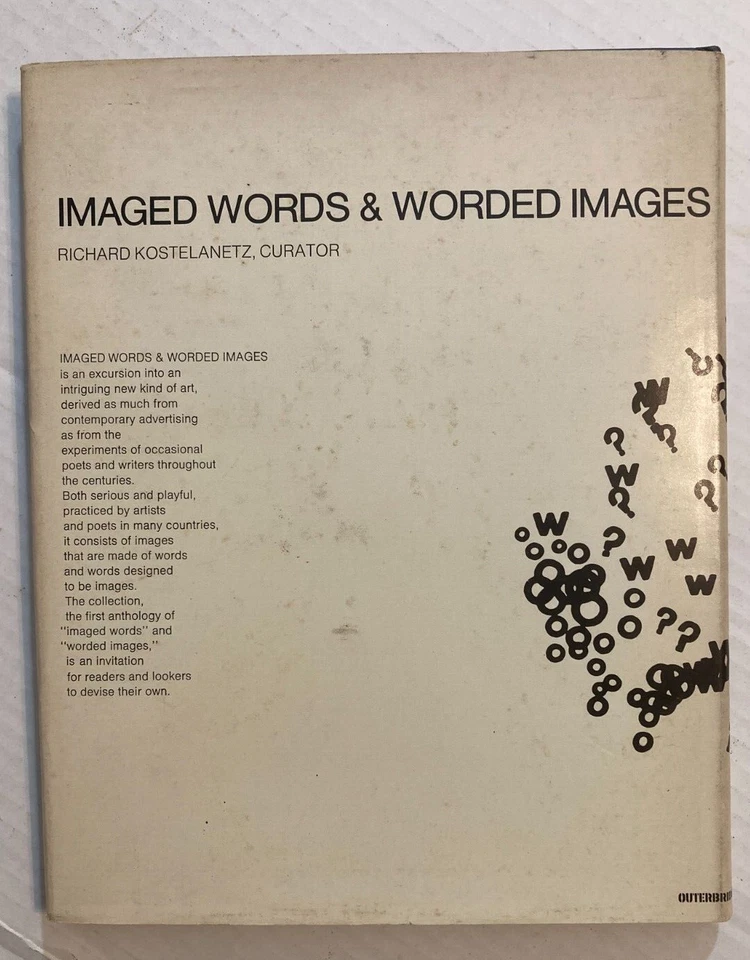 IMAGED WORDS & WORDED IMAGES
RICHARD KOSTELANETZ, CURATOR
IMAGED WORDS & WORDED IMAGES
is an excursion into an
intriguing new kind of art,
derived as much from
contemporary advertising
as from the
experiments of occasional
poets and writers throughout
the centuries.
Both serious and playful,
practiced by artists
and poets in many countries,
it consists of images
that are made of words
and words designed
to be images.
The collection,
the first anthology of
"imaged words" and
"worded images,"
is an invitation
for readers and lookers
to devise their own.
OUTERBRI